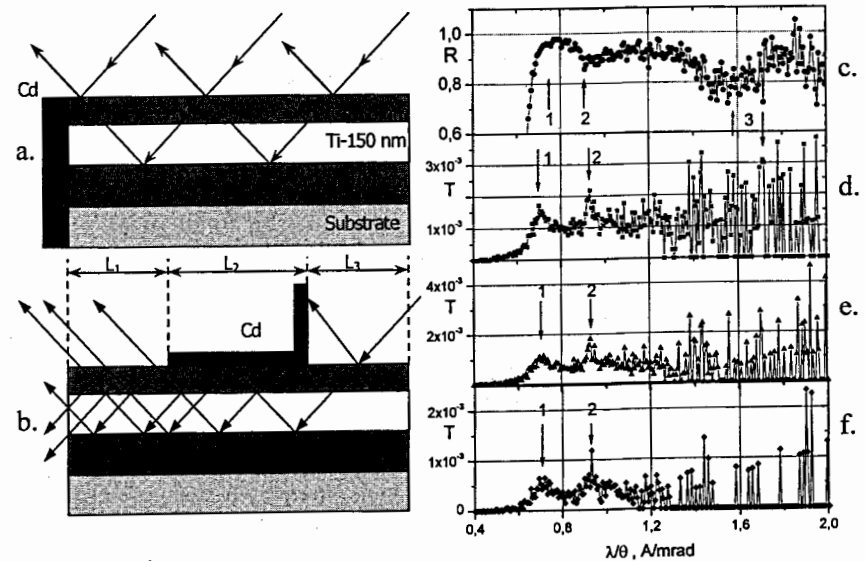 Cd
a.
Ti-150 nm
Substrate
L₁
L₂
L₃
Cd
b.
1,0
R
0,8
0,6
1
2
3
c.
3x10⁻³
T
1x10⁻³
1
2
d.
4x10⁻³
T
2x10⁻³
0
1
2
e.
2x10⁻³
T
1x10⁻³
0
1
2
f.
0,4
0,8
1,2
1,6
2,0
λ/θ , A/mrad